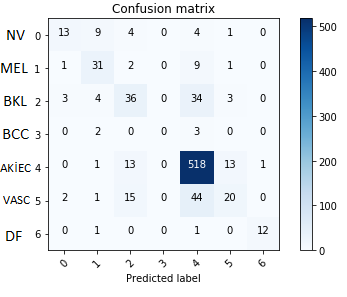 Confusion matrix
NV 0 13 9 4 0 4 1 0
MEL 1 1 31 2 0 9 1 0
BKL 2 3 4 36 0 34 3 0
BCC 3 0 2 0 0 3 0 0
AKİEC 4 0 1 13 0 518 13 1
VASC 5 2 1 15 0 44 20 0
DF 6 0 1 0 0 1 0 12
0 1 2 3 4 5 6
Predicted label
500
400
300
200
100
0